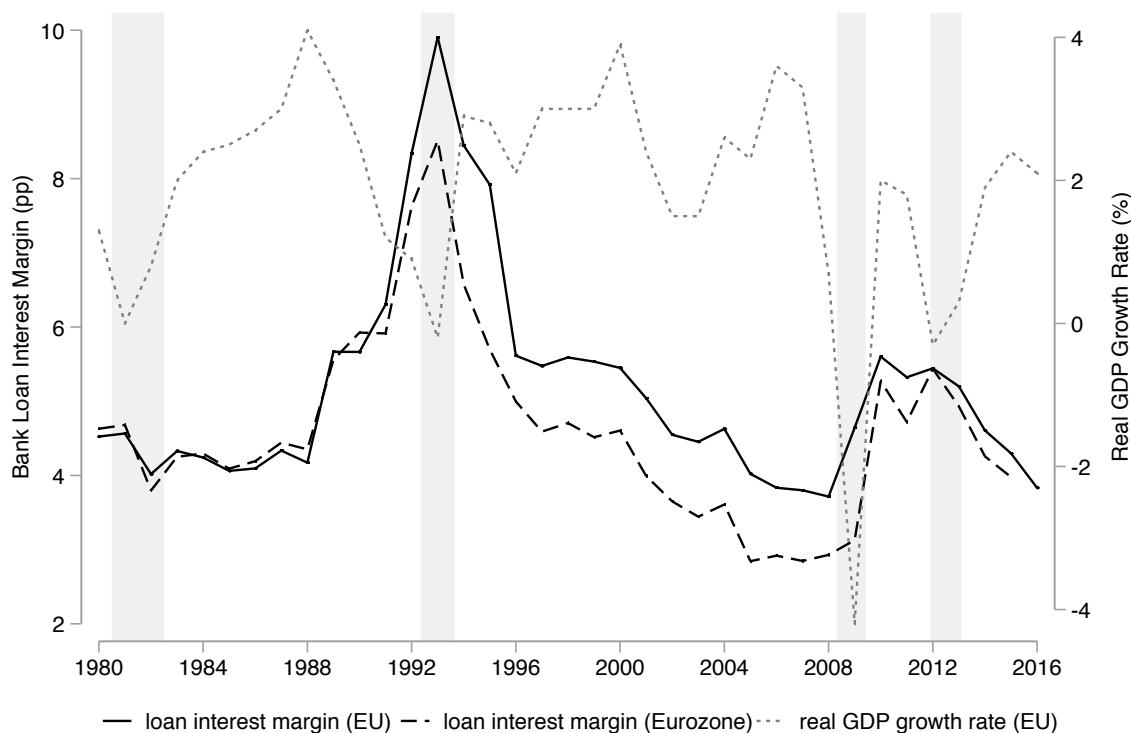 Bank Loan Interest Margin (pp)
10
8
6
4
2
Real GDP Growth Rate (%)
4
2
0
-2
-4
1980 1984 1988 1992 1996 2000 2004 2008 2012 2016
loan interest margin (EU) loan interest margin (Eurozone) real GDP growth rate (EU)